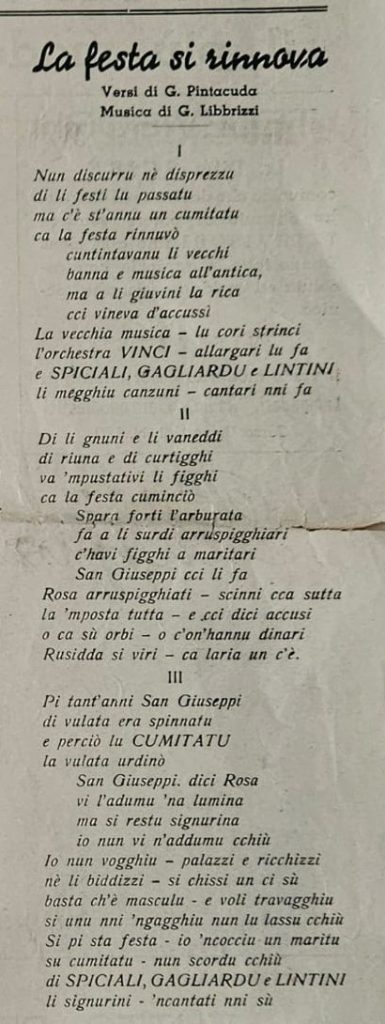 La festa si rinnova
Versi di G. Pintacuda
Musica di G. Librizzi
I
Nun discurru nè disprezzu
di li festi lu passatu
ma c'è st'annu un cumitatu
ca la festa rinnuvò
cuntintavanu li vecchi
banna e musica all'antica,
ma a li giuvini la rica
cci vineva d'accussì
La vecchia musica - lu cori strinci
l'orchestra VINCI - allargari lu fa
e SPICIALI, GAGLIARDU e LINTINI
li megghiu canzuni - cantari nni fa
II
Di li gnuni e li vaneddi
di riuna e di curtigghi
va 'mpustativi li figghi
ca la festa cuminciò
Spara forti l'arburata
fa a li surdi arruspigghiari
c'havi figghi a maritari
San Giuseppi cci li fa
Rosa arruspigghiati - scinni cca sutta
la 'mposta tutta - e cci dici accusi
o ca sù orbi - o c'on'hannu dinari
Rusidda si viri - ca laria un c'è.
III
Pi tant'anni San Giuseppi
di vulata era spinnatu
e perciò lu CUMITATU
la vulata urdinò
San Giuseppi. dici Rosa
vi l'adumu 'na lumina
ma si restu signurina
io nun vi n'addumu cchiù
Io nun vogghiu - palazzi e ricchizzi
nè li biddizzi - si chissi un ci sù
basta ch'è masculu - e voli travagghiu
si unu nni 'ngagghiu nun lu lassu cchiù
Si pi sta festa - io 'ncocciu un maritu
su cumitatu - nun scordu cchiù
di SPICIALI, GAGLIARDU e LINTINI
li signurini - 'ncantati nni sù